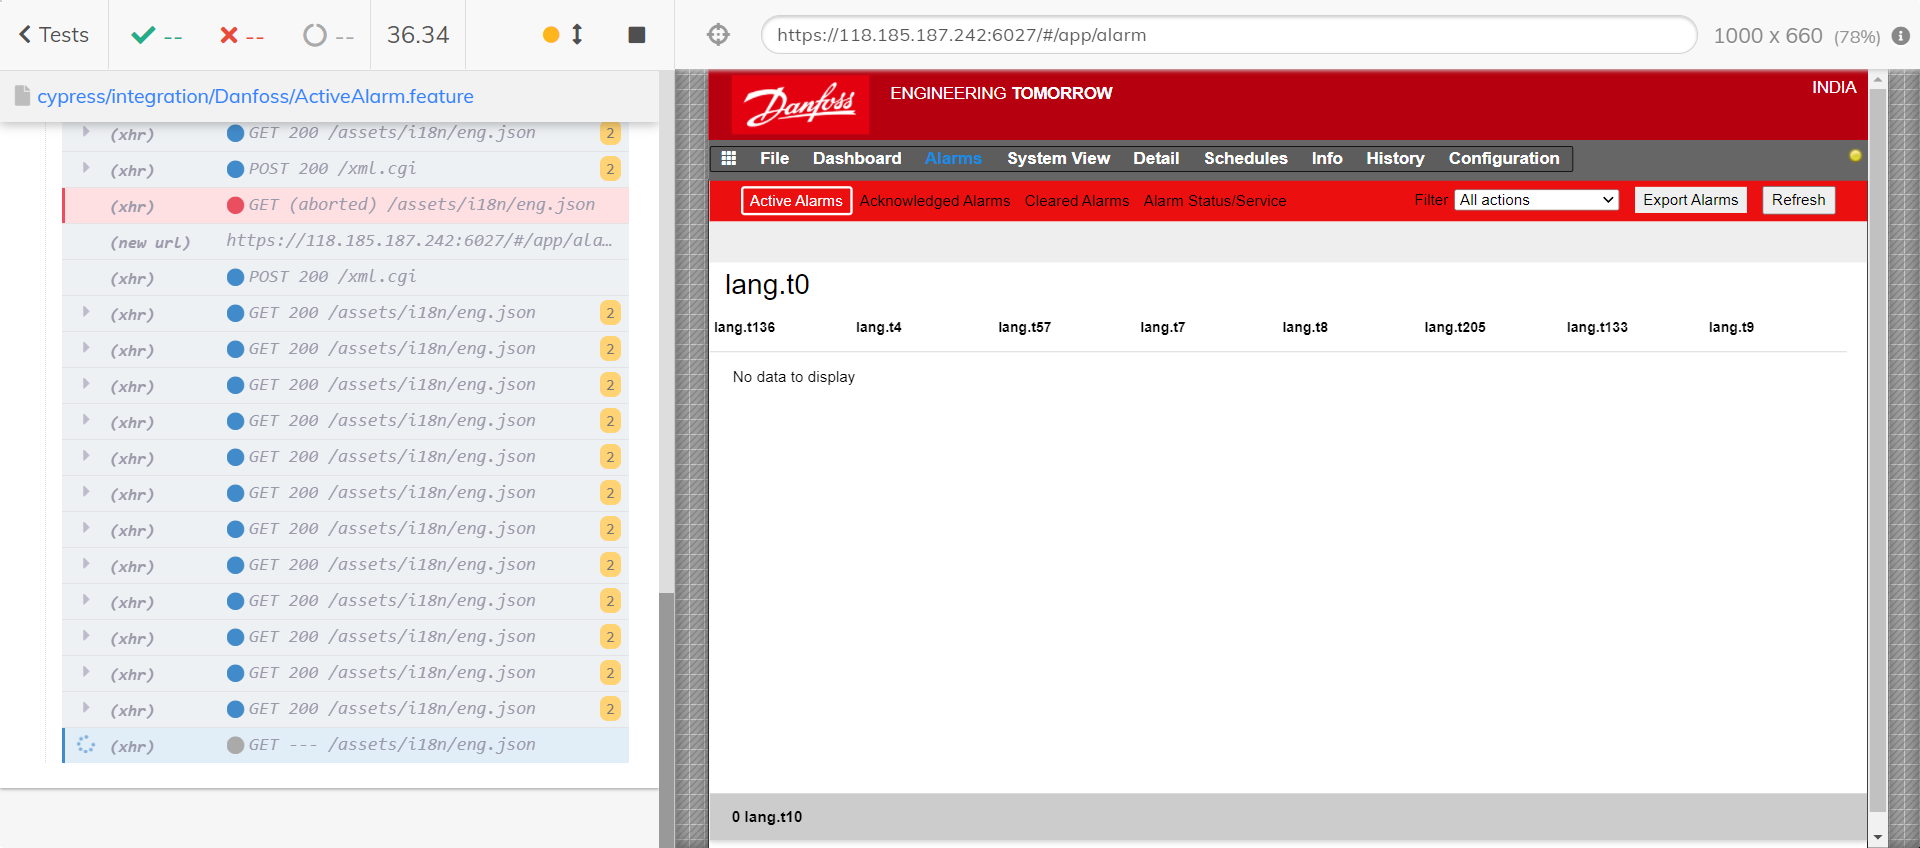 Tests
--
--
--
36.34
https://118.185.187.242:6027/#/app/alarm
1000 x 660 (78%)
cypress/integration/Danfoss/ActiveAlarm.feature
(xhr) GET 200 /assets/i18n/eng.json 2
(xhr) POST 200 /xml.cgi 2
(xhr) GET (aborted) /assets/i18n/eng.json
(new url) https://118.185.187.242:6027/#/app/ala…
(xhr) POST 200 /xml.cgi
(xhr) GET 200 /assets/i18n/eng.json 2
(xhr) GET 200 /assets/i18n/eng.json 2
(xhr) GET 200 /assets/i18n/eng.json 2
(xhr) GET 200 /assets/i18n/eng.json 2
(xhr) GET 200 /assets/i18n/eng.json 2
(xhr) GET 200 /assets/i18n/eng.json 2
(xhr) GET 200 /assets/i18n/eng.json 2
(xhr) GET 200 /assets/i18n/eng.json 2
(xhr) GET 200 /assets/i18n/eng.json 2
(xhr) GET 200 /assets/i18n/eng.json 2
(xhr) GET 200 /assets/i18n/eng.json 2
(xhr) GET 200 /assets/i18n/eng.json 2
(xhr) GET --- /assets/i18n/eng.json
Danfoss ENGINEERING TOMORROW INDIA
File Dashboard Alarms System View Detail Schedules Info History Configuration
Active Alarms Acknowledged Alarms Cleared Alarms Alarm Status/Service Filter All actions Export Alarms Refresh
lang.t0
lang.t136 lang.t4 lang.t57 lang.t7 lang.t8 lang.t205 lang.t133 lang.t9
No data to display
0 lang.t10